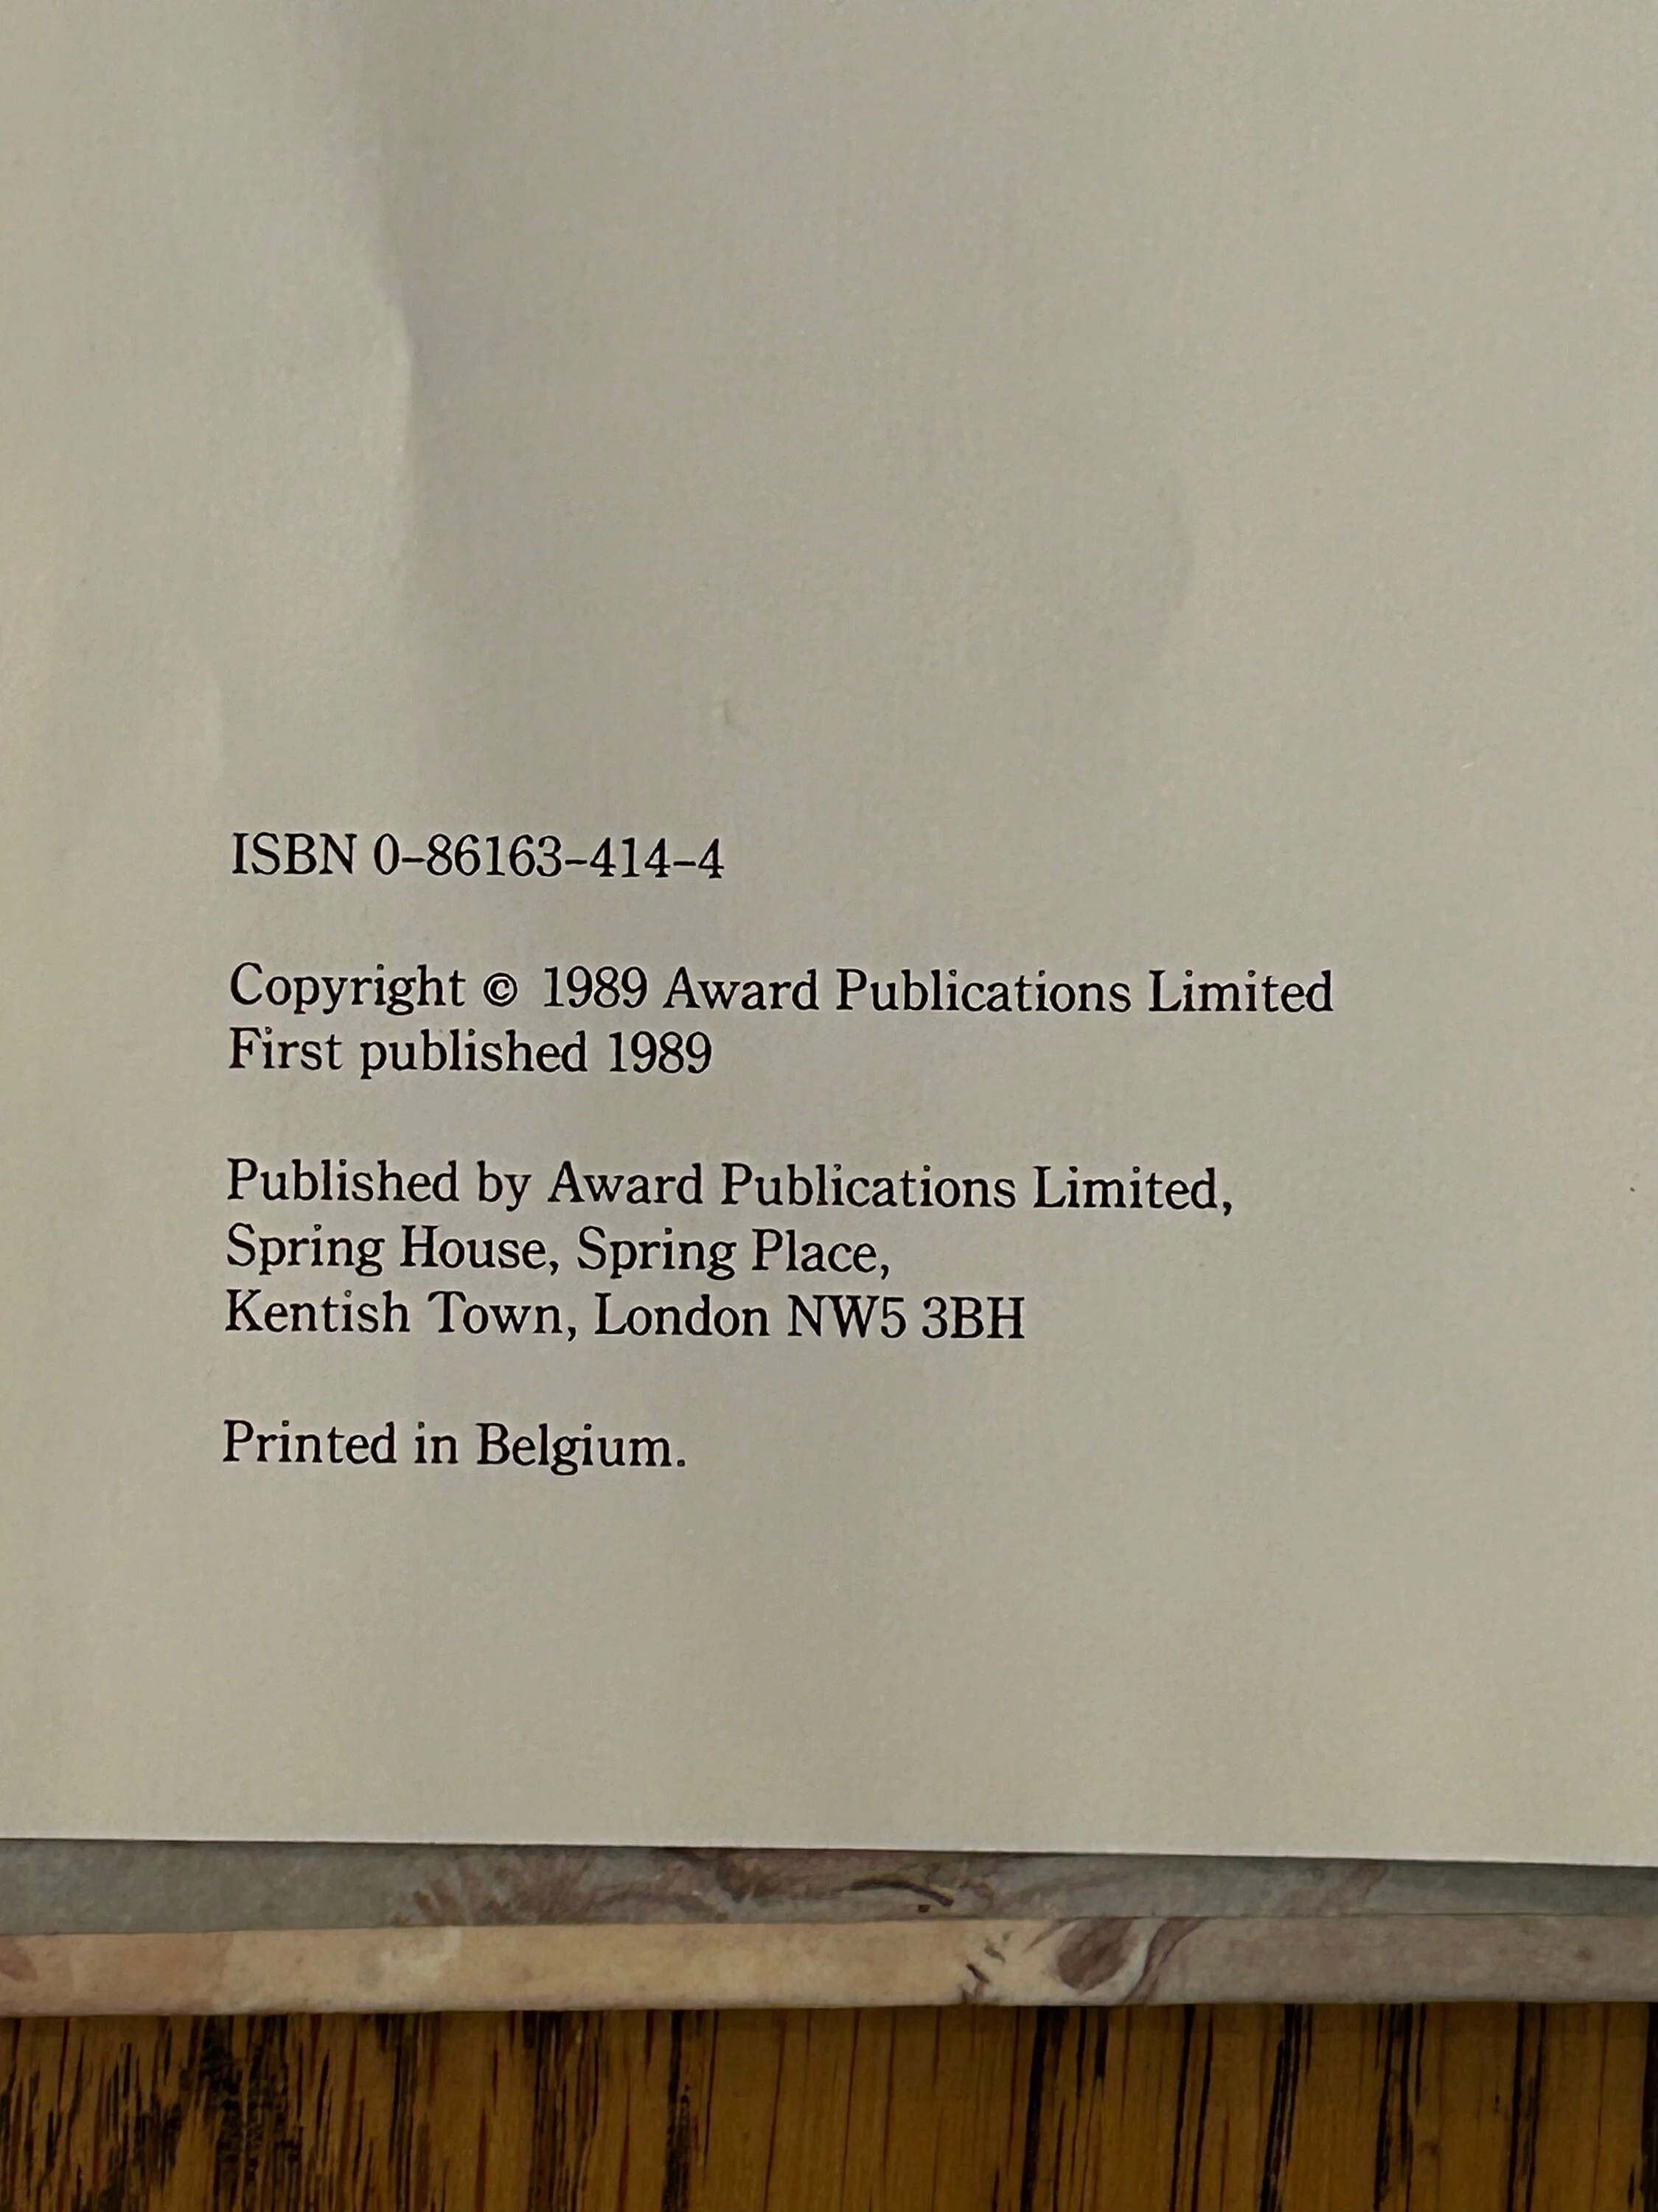 ISBN 0–86163–414–4
Copyright © 1989 Award Publications Limited
First published 1989
Published by Award Publications Limited,
Spring House, Spring Place,
Kentish Town, London NW5 3BH
Printed in Belgium.